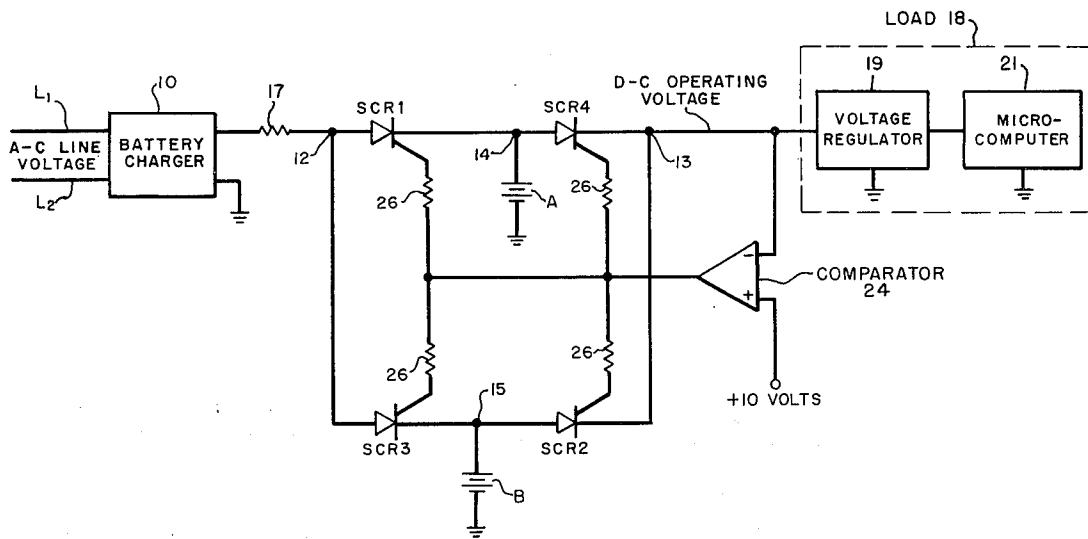 LOAD 18
10
17
SCR1
SCR4
D-C OPERATING
VOLTAGE
19
21
L1
A-C LINE
VOLTAGE
L2
BATTERY
CHARGER
12
14
13
VOLTAGE
REGULATOR
MICRO-
COMPUTER
26
A
26
-
+
COMPARATOR
24
26
26
+10 VOLTS
15
SCR3
SCR2
B